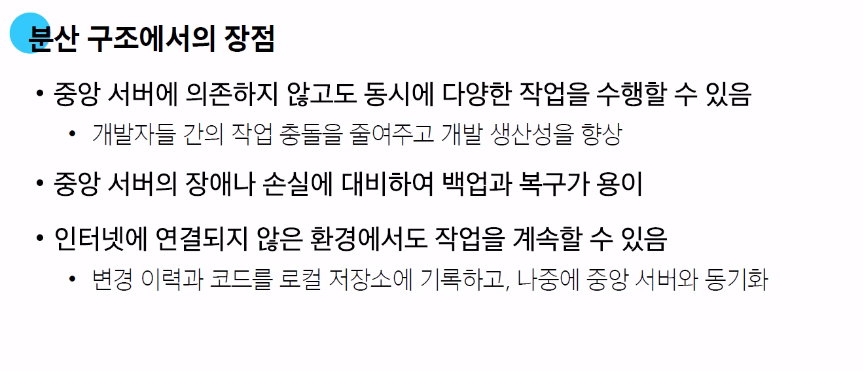 분산 구조에서의 장점
• 중앙 서버에 의존하지 않고도 동시에 다양한 작업을 수행할 수 있음
• 개발자들 간의 작업 충돌을 줄여주고 개발 생산성을 향상
• 중앙 서버의 장애나 손실에 대비하여 백업과 복구가 용이
• 인터넷에 연결되지 않은 환경에서도 작업을 계속할 수 있음
• 변경 이력과 코드를 로컬 저장소에 기록하고, 나중에 중앙 서버와 동기화